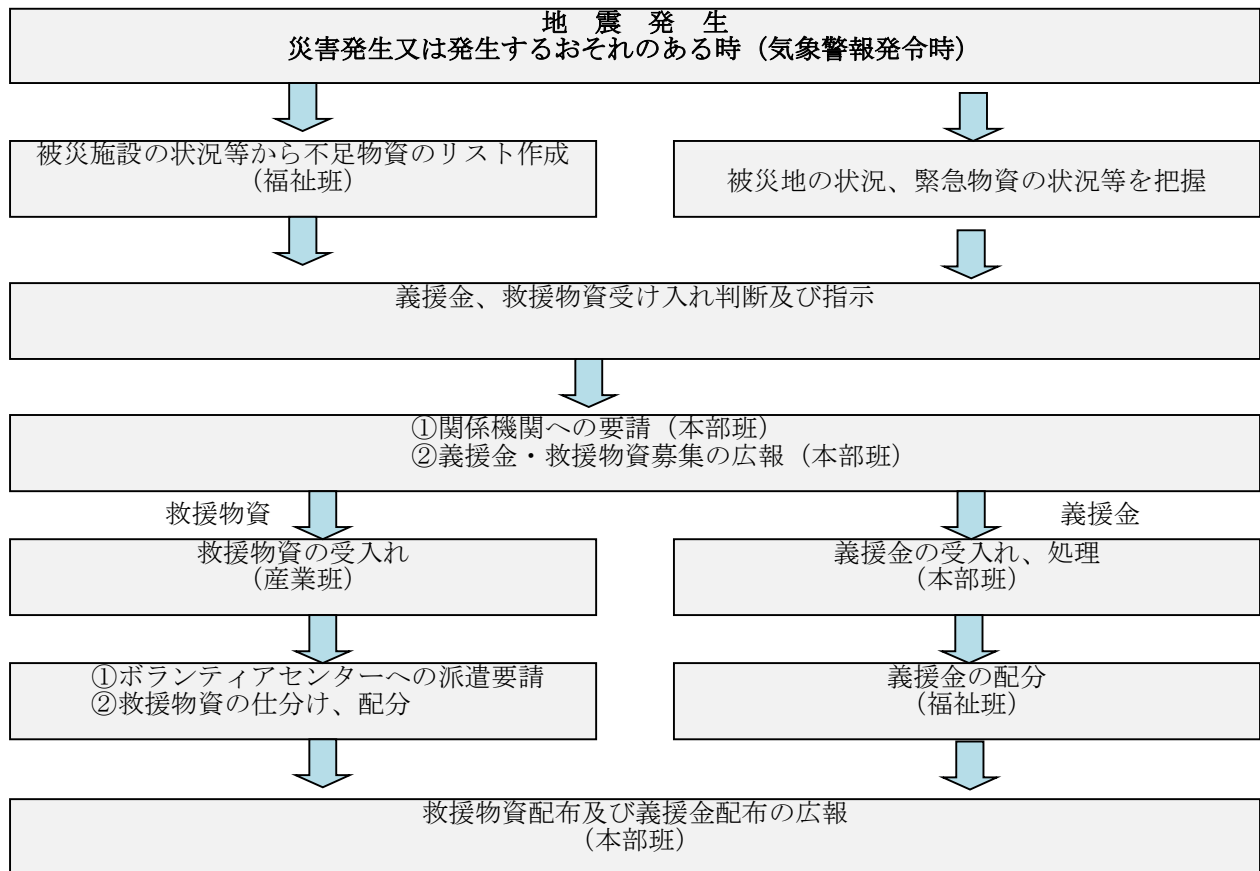 地　震　発　生
災害発生又は発生するおそれのある時（気象警報発令時）
被災施設の状況等から不足物資のリスト作成
（福祉班）
被災地の状況、緊急物資の状況等を把握
義援金、救援物資受け入れ判断及び指示
①関係機関への要請（本部班）
②義援金・救援物資募集の広報（本部班）
救援物資
義援金
救援物資の受入れ
（産業班）
義援金の受入れ、処理
（本部班）
①ボランティアセンターへの派遣要請
②救援物資の仕分け、配分
義援金の配分
（福祉班）
救援物資配布及び義援金配布の広報
（本部班）